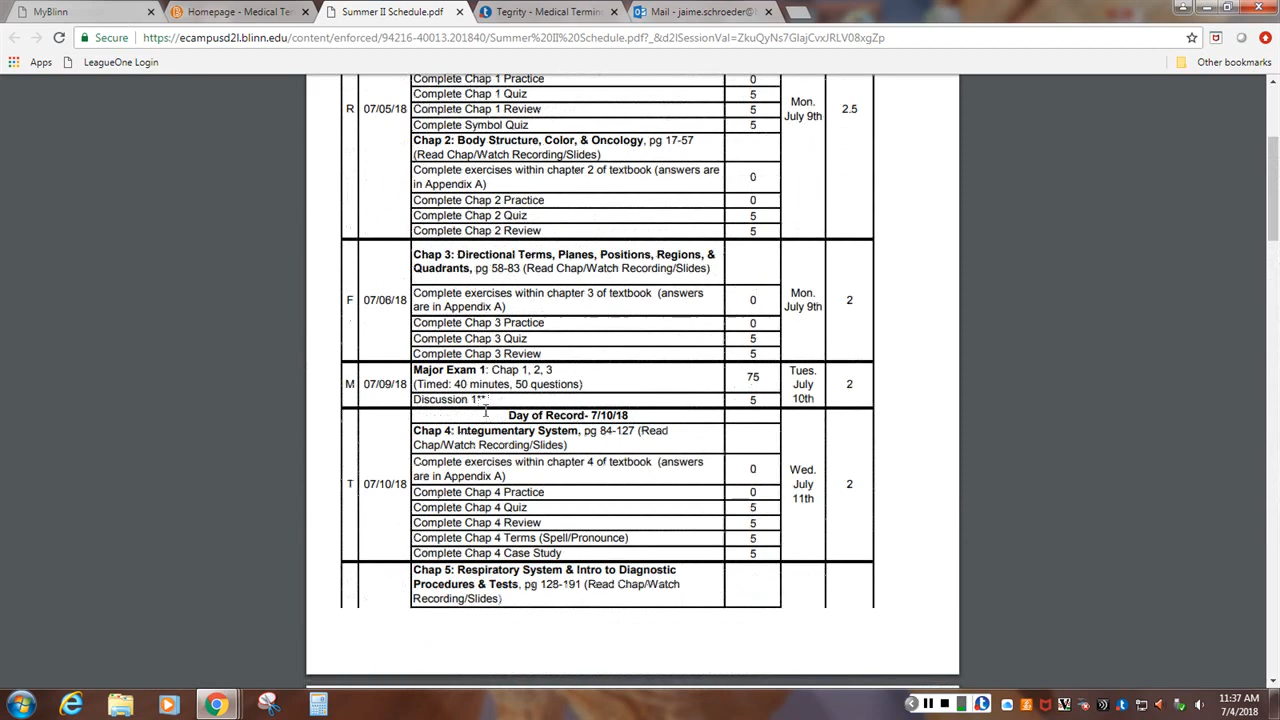 MyBlinn
Homepage - Medical Te
Summer II Schedule.pdf
Tegrity - Medical Termin
Mail - jaime.schroeder@
Secure
https://ecampusd2l.blinn.edu/content/enforced/94216-40013.201840/Summer%20II%20Schedule.pdf?_&d2lSessionVal=ZkuQyNs7GIajCvxJRLV08xgZp
Apps
LeagueOne Login
Other bookmarks
Complete Chap 1 Practice 0
Complete Chap 1 Quiz 5
R 07/05/18 Complete Chap 1 Review 5 Mon. July 9th 2.5
Complete Symbol Quiz 5
Chap 2: Body Structure, Color, & Oncology, pg 17-57
(Read Chap/Watch Recording/Slides)
Complete exercises within chapter 2 of textbook (answers are
in Appendix A) 0
Complete Chap 2 Practice 0
Complete Chap 2 Quiz 5
Complete Chap 2 Review 5
Chap 3: Directional Terms, Planes, Positions, Regions, &
Quadrants, pg 58-83 (Read Chap/Watch Recording/Slides)
F 07/06/18 Complete exercises within chapter 3 of textbook (answers
are in Appendix A) 0 Mon. July 9th 2
Complete Chap 3 Practice 0
Complete Chap 3 Quiz 5
Complete Chap 3 Review 5
M 07/09/18 Major Exam 1: Chap 1, 2, 3
(Timed: 40 minutes, 50 questions) 75 Tues. July 10th 2
Discussion 1** 5
Day of Record- 7/10/18
Chap 4: Integumentary System, pg 84-127 (Read
Chap/Watch Recording/Slides)
Complete exercises within chapter 4 of textbook (answers
are in Appendix A) 0
T 07/10/18 Complete Chap 4 Practice 0 Wed. July 11th 2
Complete Chap 4 Quiz 5
Complete Chap 4 Review 5
Complete Chap 4 Terms (Spell/Pronounce) 5
Complete Chap 4 Case Study 5
Chap 5: Respiratory System & Intro to Diagnostic
Procedures & Tests, pg 128-191 (Read Chap/Watch
Recording/Slides)
11:37 AM
7/4/2018